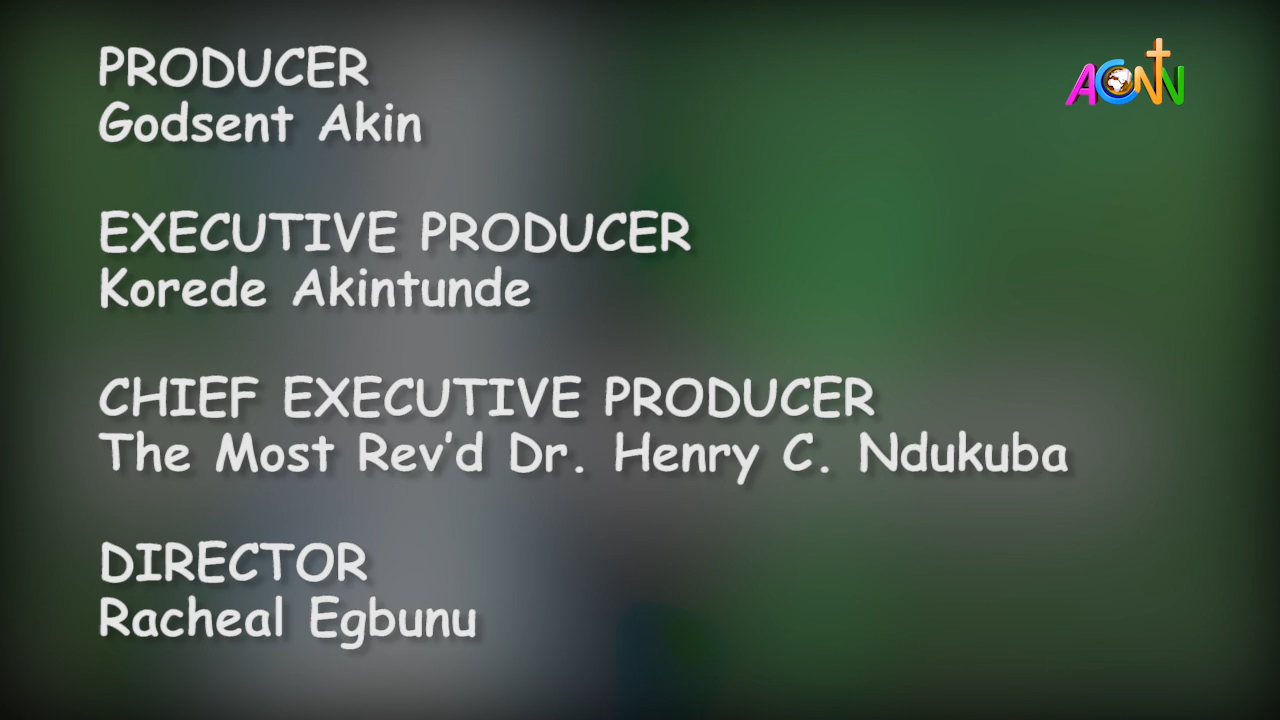 PRODUCER
Godsent Akin
EXECUTIVE PRODUCER
Korede Akintunde
CHIEF EXECUTIVE PRODUCER
The Most Rev'd Dr. Henry C. Ndukuba
DIRECTOR
Racheal Egbunu
ACNN